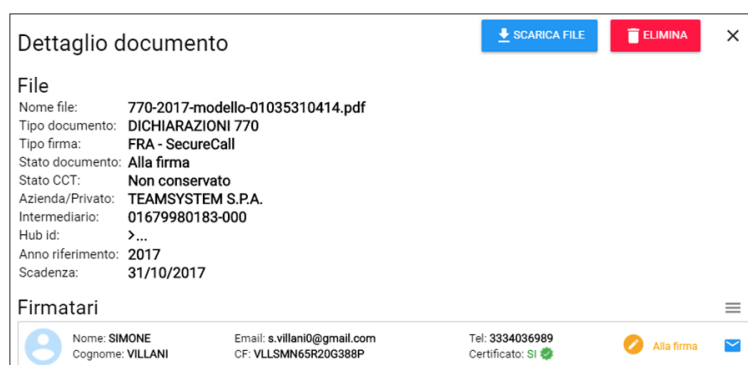 Dettaglio documento
SCARICA FILE
ELIMINA
File
Nome file: 770-2017-modello-01035310414.pdf
Tipo documento: DICHIARAZIONI 770
Tipo firma: FRA - SecureCall
Stato documento: Alla firma
Stato CCT: Non conservato
Azienda/Privato: TEAMSYSTEM S.P.A.
Intermediario: 01679980183-000
Hub id: >...
Anno riferimento: 2017
Scadenza: 31/10/2017
Firmatari
Nome: SIMONE Email: s.villani0@gmail.com Tel: 3334036989
Cognome: VILLANI CF: VLLSMN65R20G388P Certificato: SI
Alla firma